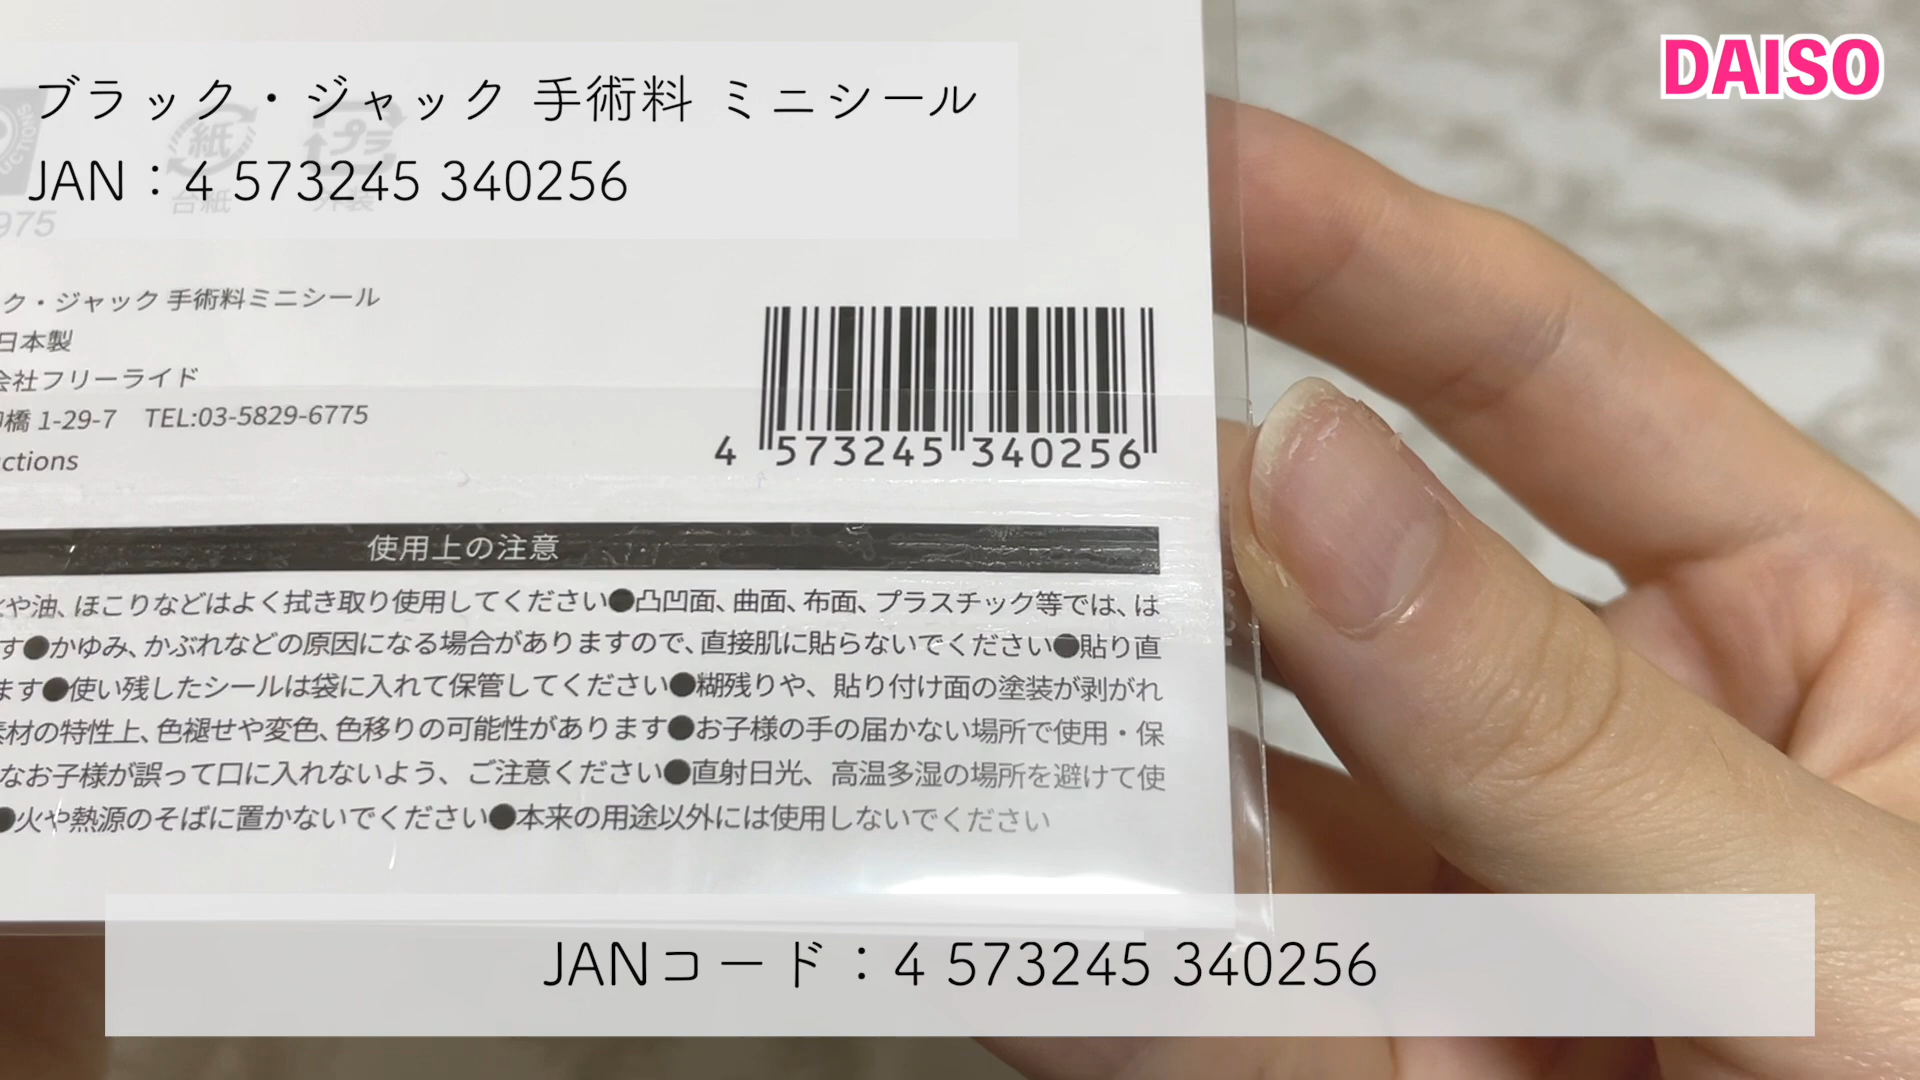 DAISO
ブラック・ジャック 手術料 ミニシール
JAN：4 573245 340256
紙
プラ
台紙
外装
975
ク・ジャック 手術料ミニシール
日本製
会社フリーライド
橋 1-29-7 TEL:03-5829-6775
ctions
4 573245 340256
使用上の注意
や油、ほこりなどはよく拭き取り使用してください●凸凹面、曲面、布面、プラスチック等では、は
す●かゆみ、かぶれなどの原因になる場合がありますので、直接肌に貼らないでください●貼り直
ます●使い残したシールは袋に入れて保管してください●糊残りや、貼り付け面の塗装が剥がれ
素材の特性上、色褪せや変色、色移りの可能性があります●お子様の手の届かない場所で使用・保
なお子様が誤って口に入れないよう、ご注意ください●直射日光、高温多湿の場所を避けて使
●火や熱源のそばに置かないでください●本来の用途以外には使用しないでください
JANコード：4 573245 340256